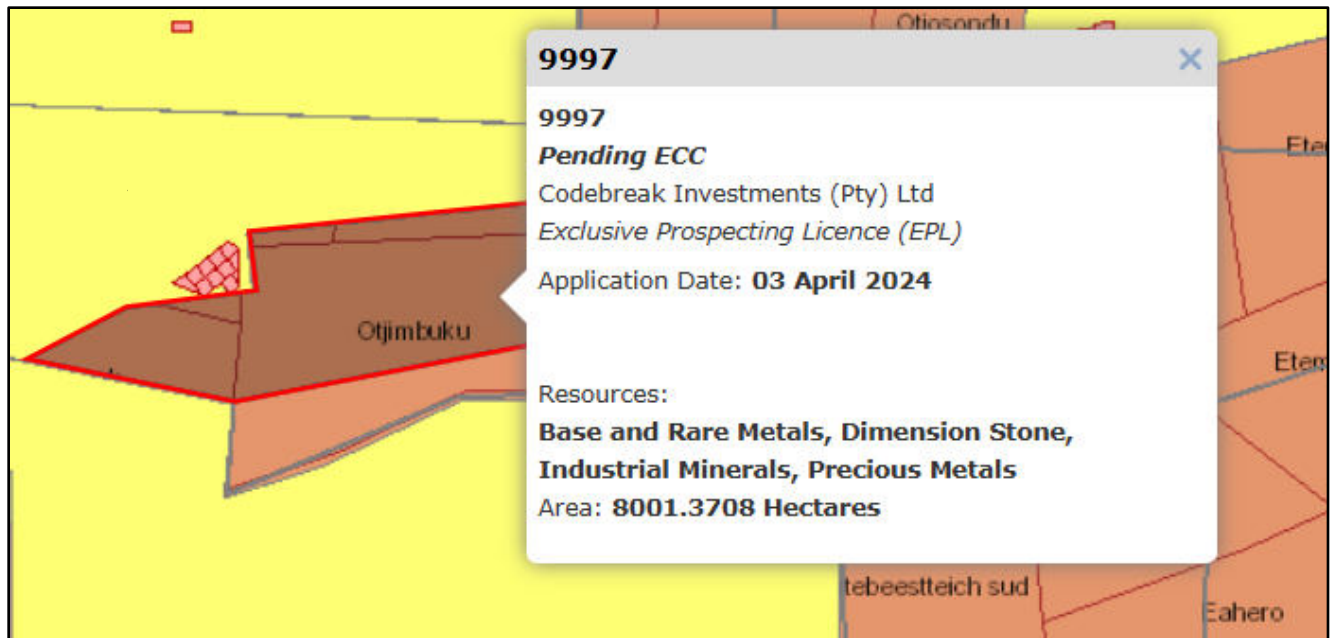 Otjosondu
9997
9997
Pending ECC
Codebreak Investments (Pty) Ltd
Exclusive Prospecting Licence (EPL)
Application Date: 03 April 2024
Resources:
Base and Rare Metals, Dimension Stone,
Industrial Minerals, Precious Metals
Area: 8001.3708 Hectares
Otjimbuku
Ete
Etem
tebeestteich sud
Eahero